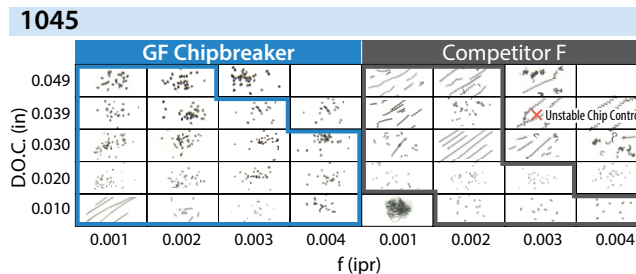 1045
GF Chipbreaker Competitor F
0.049
0.039
Unstable Chip Contro
0.030
0.020
0.010
D.O.C. (in)
0.001 0.002 0.003 0.004 0.001 0.002 0.003 0.004
f (ipr)